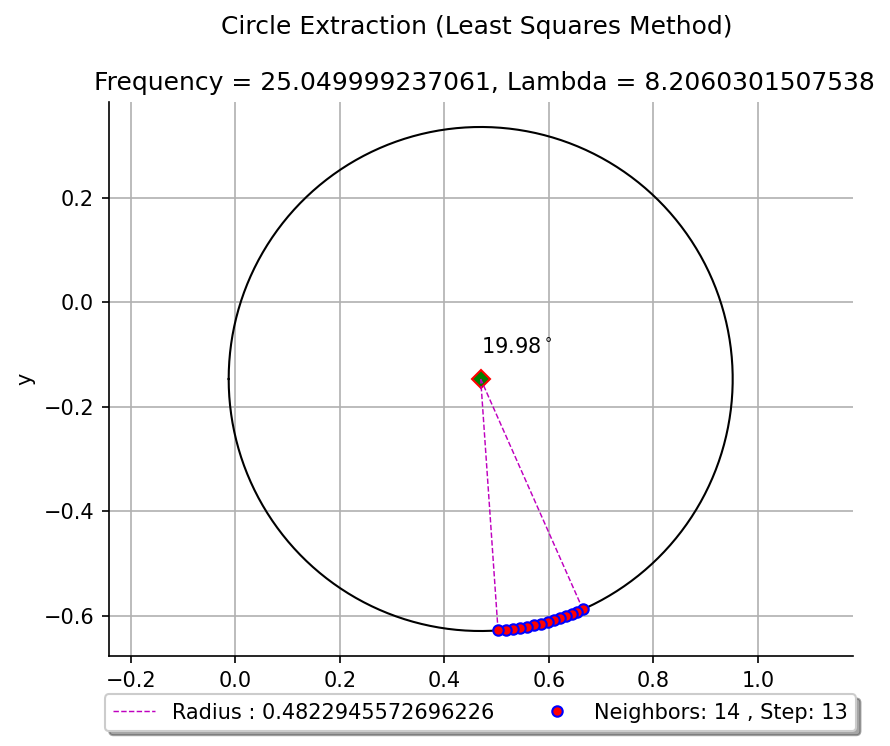 Circle Extraction (Least Squares Method)
Frequency = 25.049999237061, Lambda = 8.2060301507538
0.2
0.0
−0.2
−0.4
−0.6
y
19.98°
−0.2 0.0 0.2 0.4 0.6 0.8 1.0
Radius : 0.4822945572696226 Neighbors: 14 , Step: 13